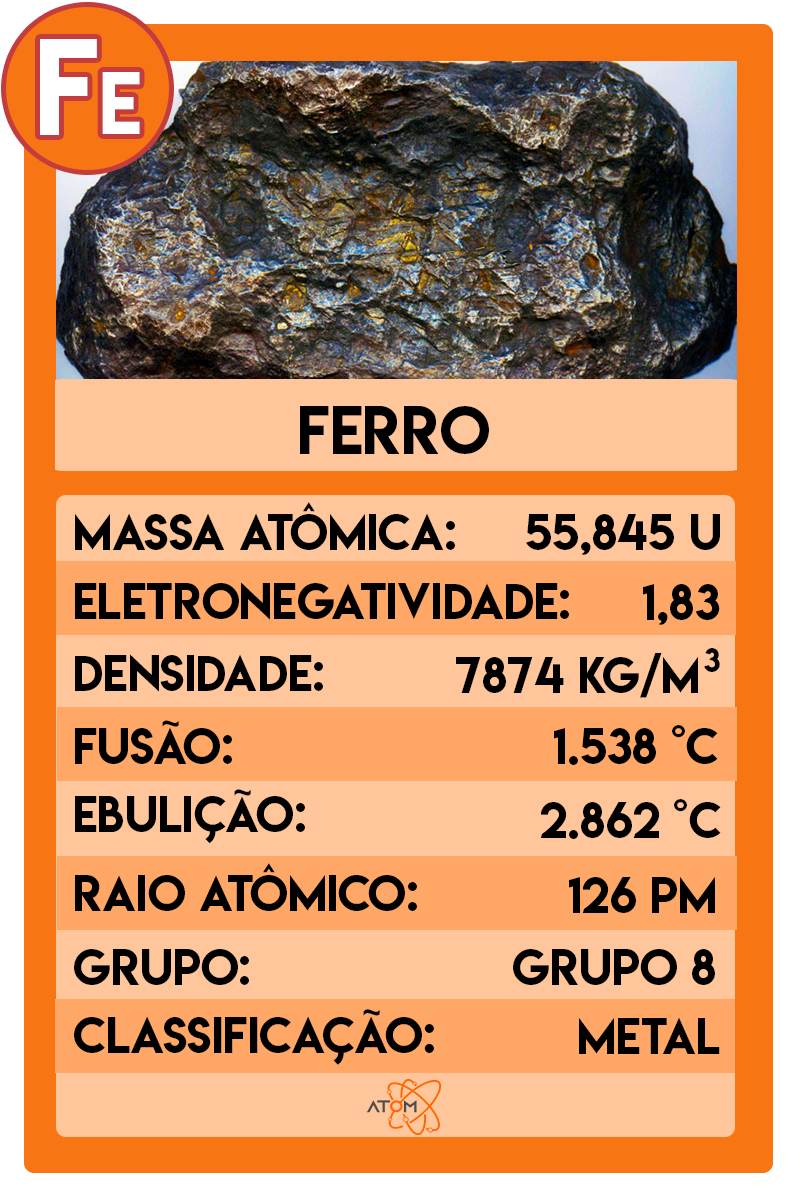 FE
FERRO
MASSA ATÔMICA: 55,845 U
ELETRONEGATIVIDADE: 1,83
DENSIDADE: 7874 KG/M³
FUSÃO: 1.538 °C
EBULIÇÃO: 2.862 °C
RAIO ATÔMICO: 126 PM
GRUPO: GRUPO 8
CLASSIFICAÇÃO: METAL
ATOM